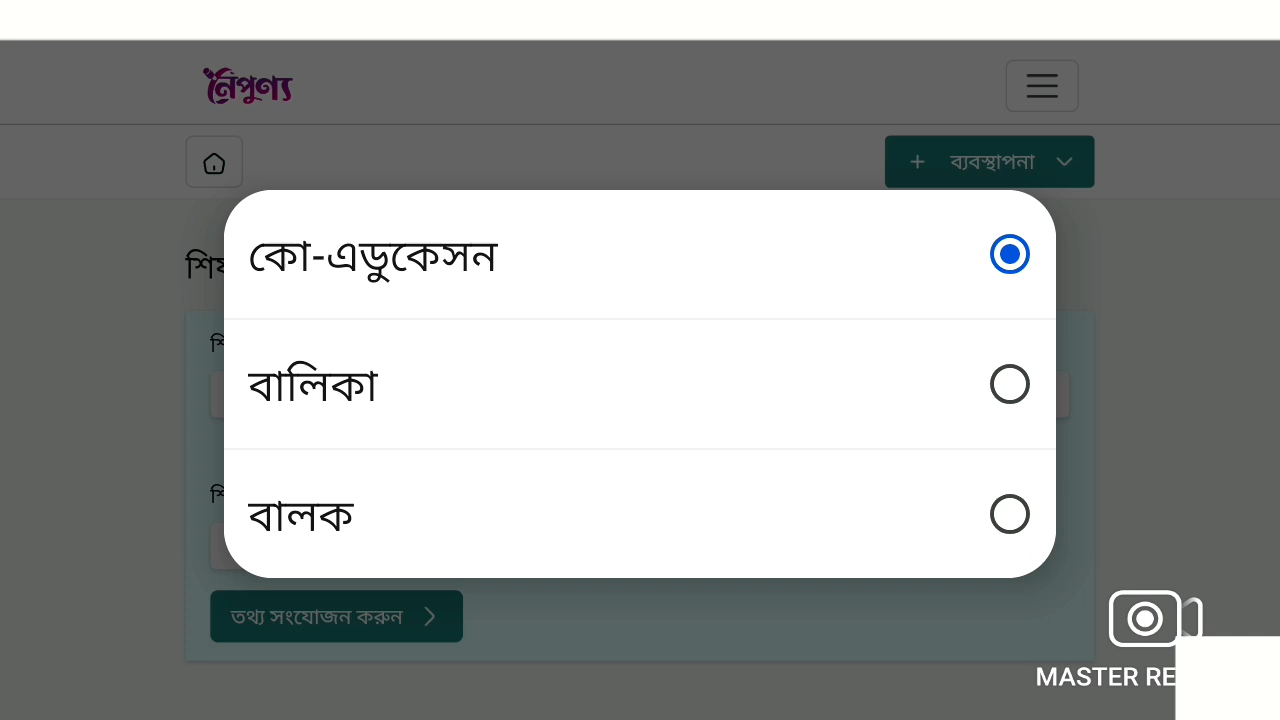 নৈপুণ্য
ব্যবস্থাপনা
কো-এডুকেসন
বালিকা
বালক
তথ্য সংযোজন করুন
MASTER RE